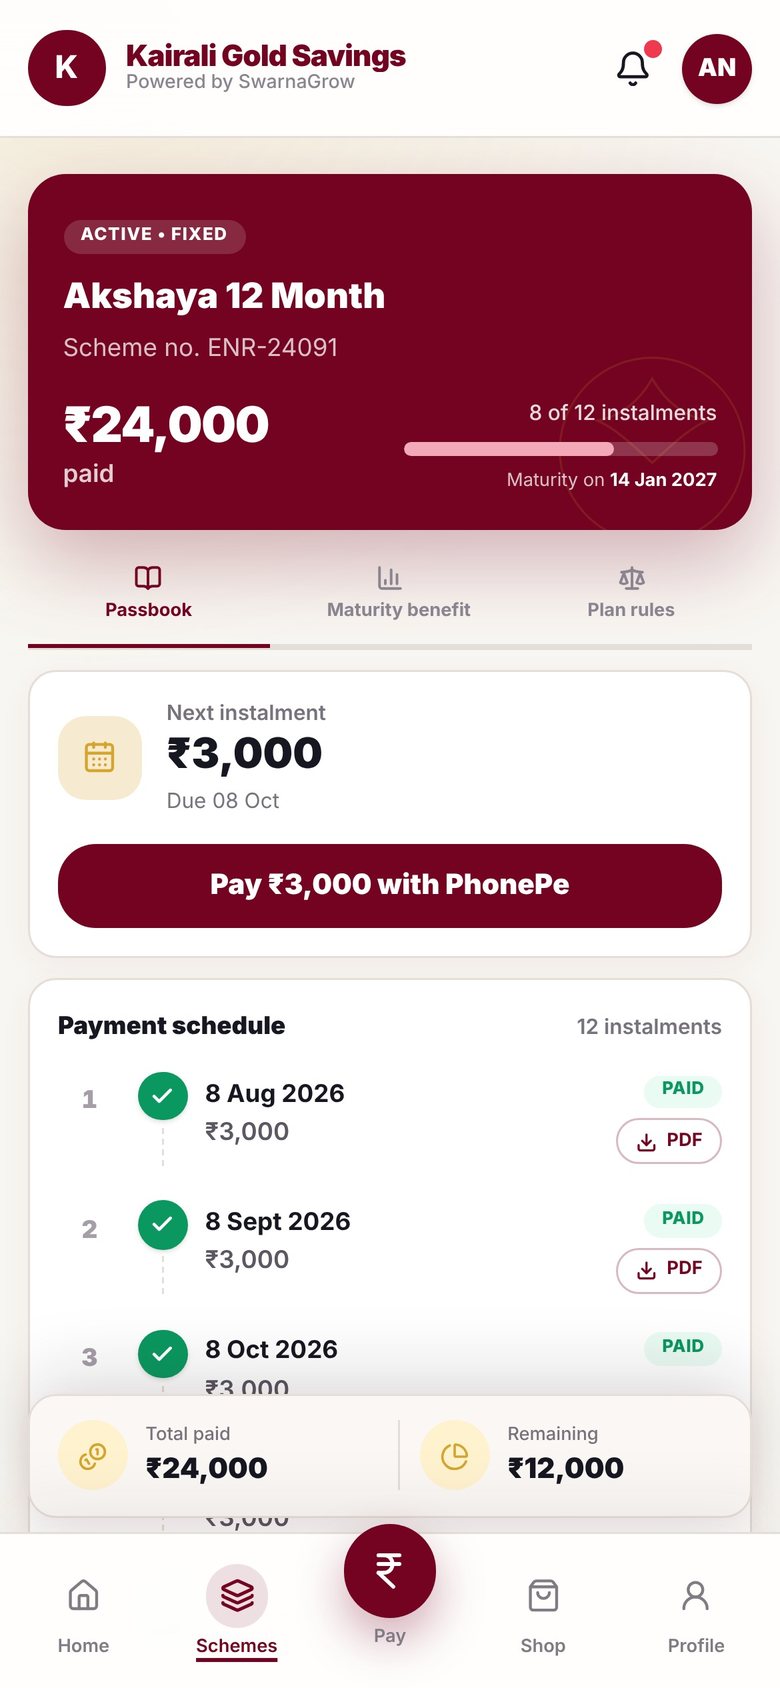 K
Kairali Gold Savings
Powered by SwarnaGrow
AN
ACTIVE • FIXED
Akshaya 12 Month
Scheme no. ENR-24091
₹24,000
paid
8 of 12 instalments
Maturity on 14 Jan 2027
Passbook
Maturity benefit
Plan rules
Next instalment
₹3,000
Due 08 Oct
Pay ₹3,000 with PhonePe
Payment schedule
12 instalments
1
8 Aug 2026
₹3,000
PAID
PDF
2
8 Sept 2026
₹3,000
PAID
PDF
3
8 Oct 2026
₹3,000
PAID
Total paid
₹24,000
Remaining
₹12,000
₹3,000
Home
Schemes
₹
Pay
Shop
Profile